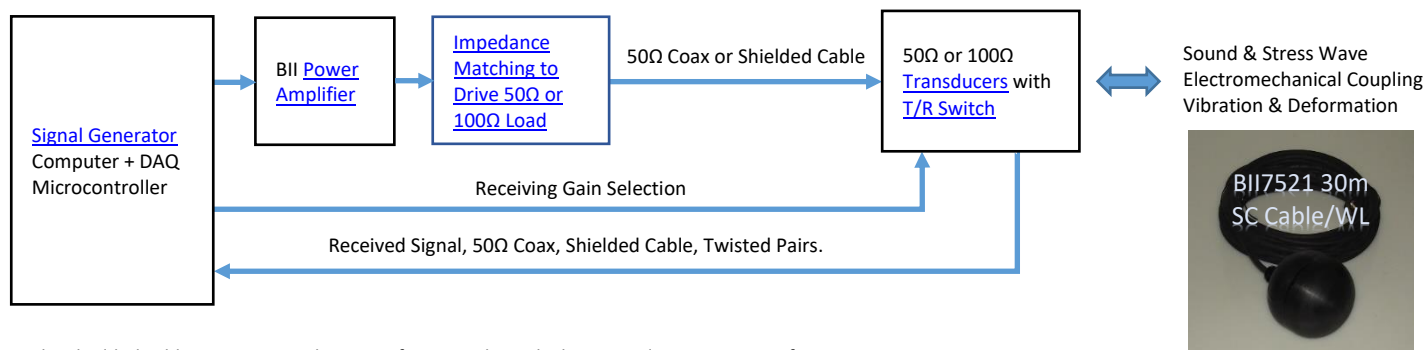 Signal Generator
Computer + DAQ
Microcontroller
BII Power
Amplifier
Impedance
Matching to
Drive 50Ω or
100Ω Load
50Ω Coax or Shielded Cable
50Ω or 100Ω
Transducers with
T/R Switch
Sound & Stress Wave
Electromechanical Coupling
Vibration & Deformation
Receiving Gain Selection
Received Signal, 50Ω Coax, Shielded Cable, Twisted Pairs.
BII7521 30m
SC Cable/WL